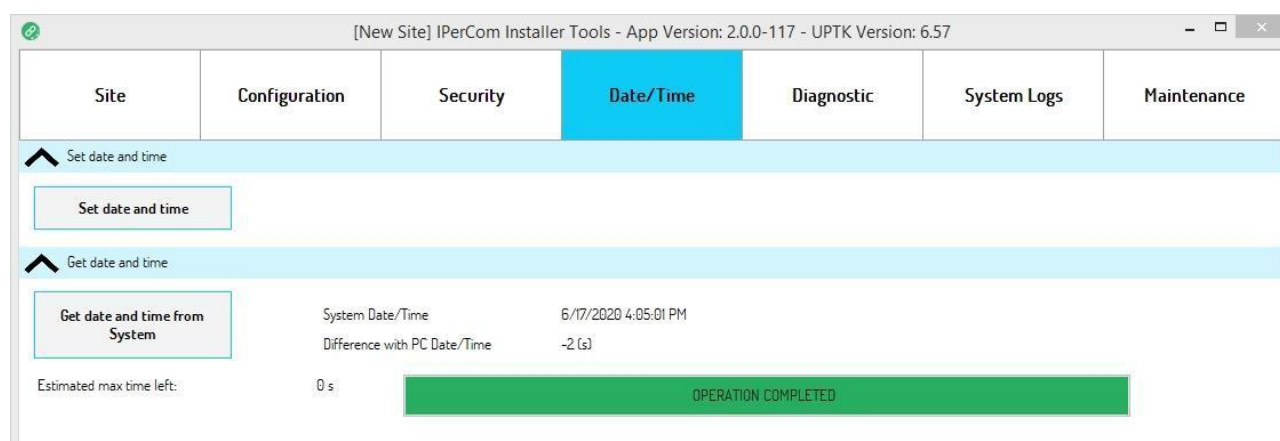 [New Site] IPerCom Installer Tools - App Version: 2.0.0-117 - UPTK Version: 6.57
Site Configuration Security Date/Time Diagnostic System Logs Maintenance
Set date and time
Set date and time
Get date and time
Get date and time from
System
System Date/Time 6/17/2020 4:05:01 PM
Difference with PC Date/Time -2 (s)
Estimated max time left: 0 s OPERATION COMPLETED